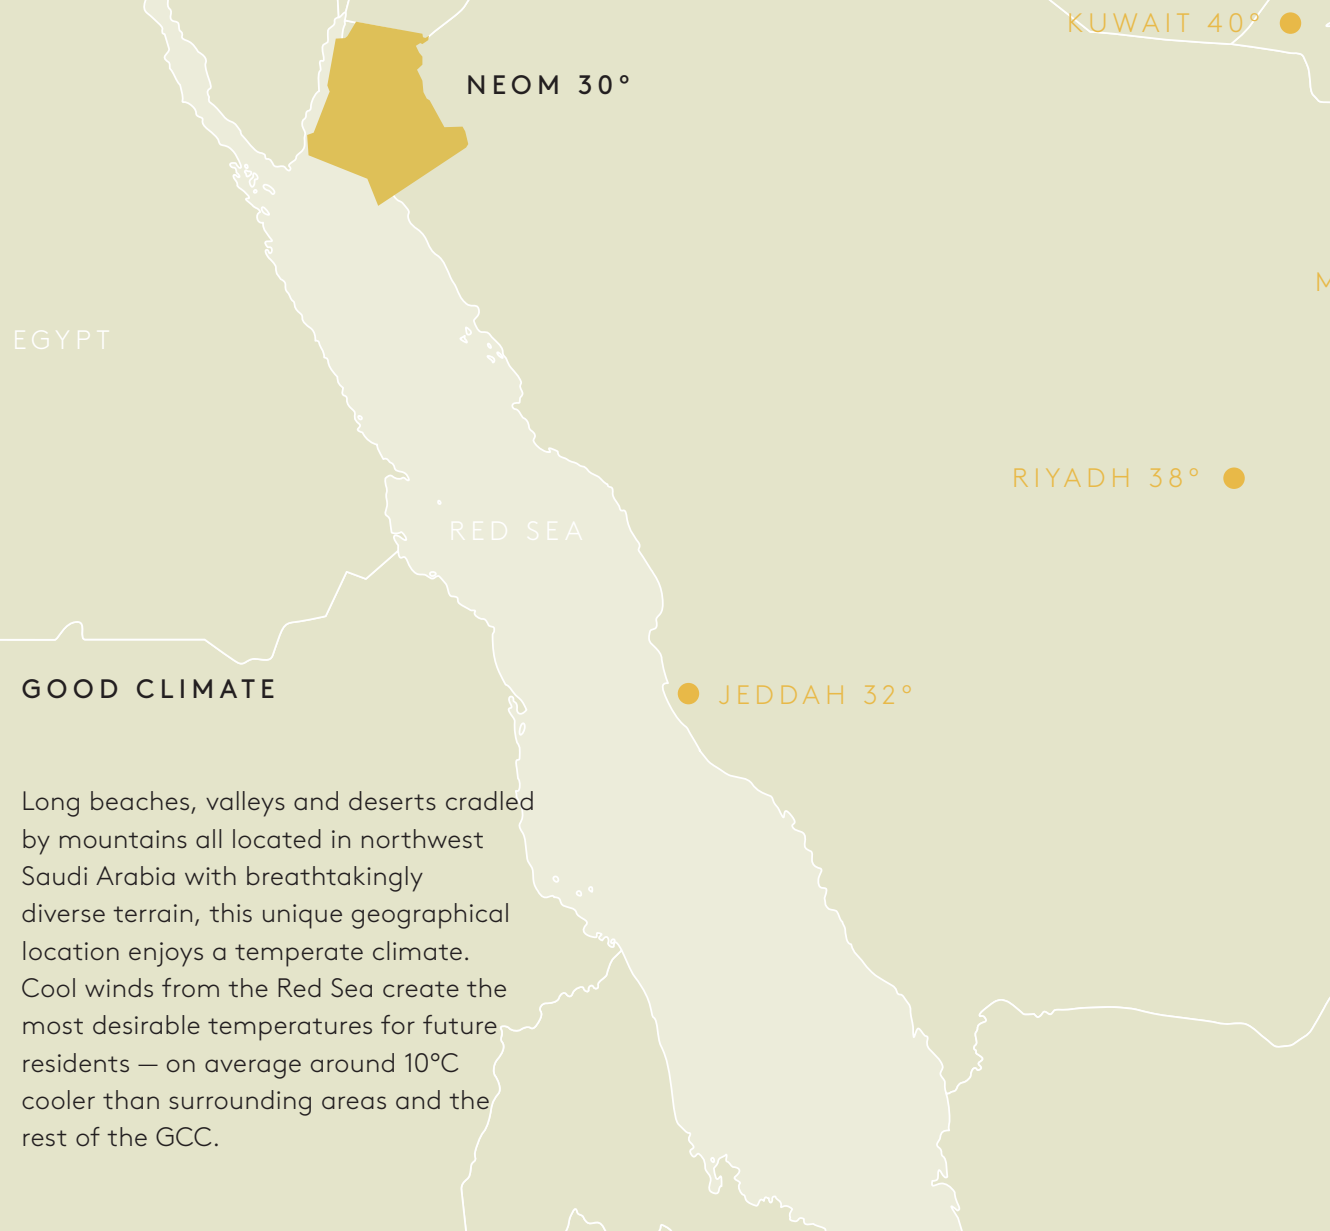 KUWAIT 40°
NEOM 30°
EGYPT
RIYADH 38°
RED SEA
JEDDAH 32°
GOOD CLIMATE
Long beaches, valleys and deserts cradled
by mountains all located in northwest
Saudi Arabia with breathtakingly
diverse terrain, this unique geographical
location enjoys a temperate climate.
Cool winds from the Red Sea create the
most desirable temperatures for future
residents — on average around 10°C
cooler than surrounding areas and the
rest of the GCC.